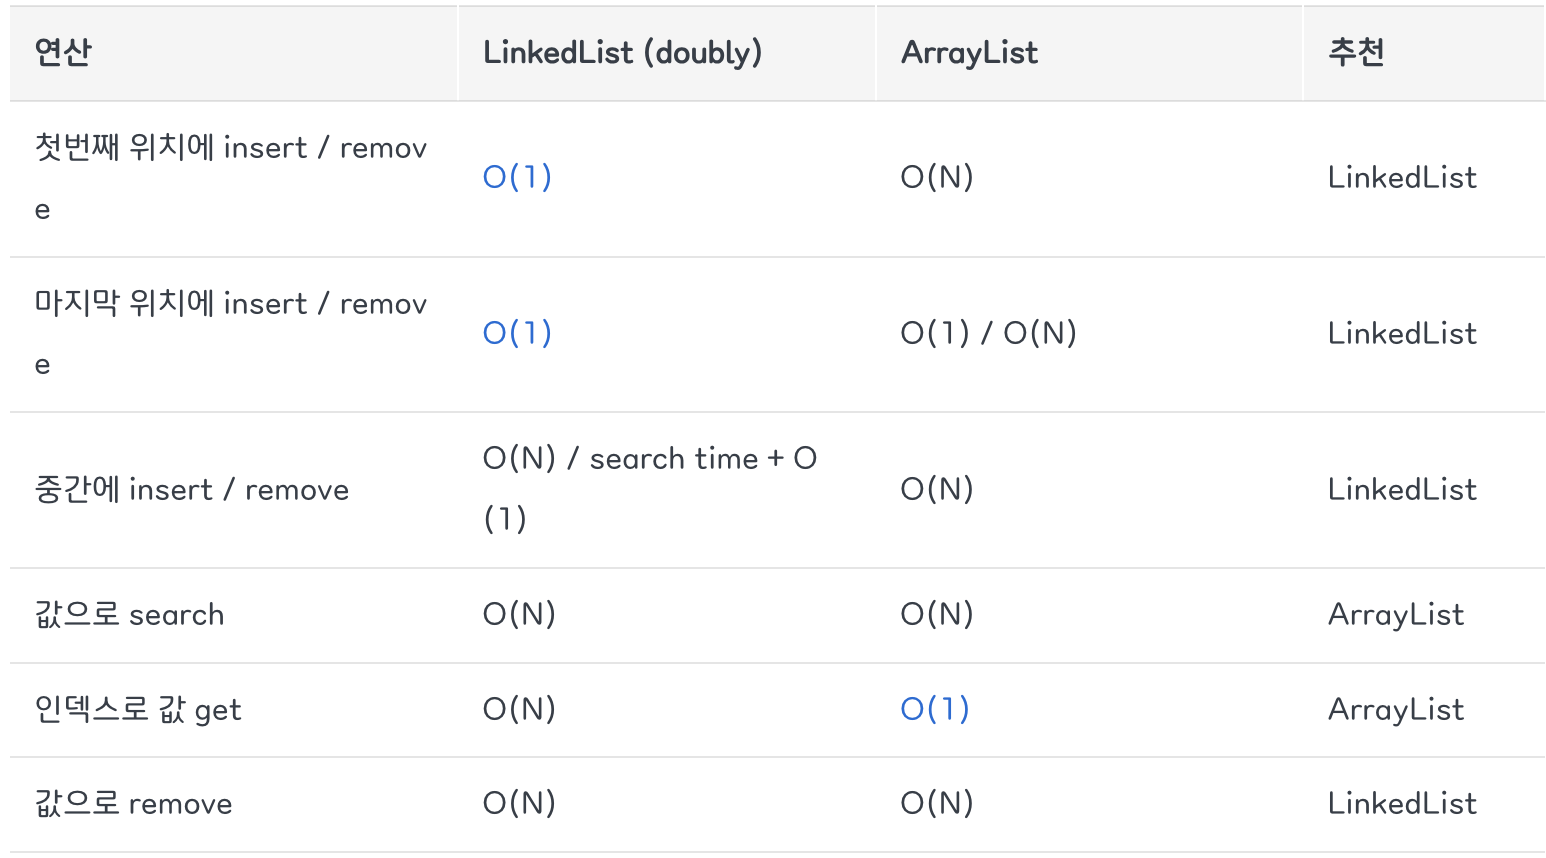 연산 LinkedList (doubly) ArrayList 추천
첫번째 위치에 insert / remov
e O(1) O(N) LinkedList
마지막 위치에 insert / remov
e O(1) O(1) / O(N) LinkedList
중간에 insert / remove O(N) / search time + O
(1) O(N) LinkedList
값으로 search O(N) O(N) ArrayList
인덱스로 값 get O(N) O(1) ArrayList
값으로 remove O(N) O(N) LinkedList